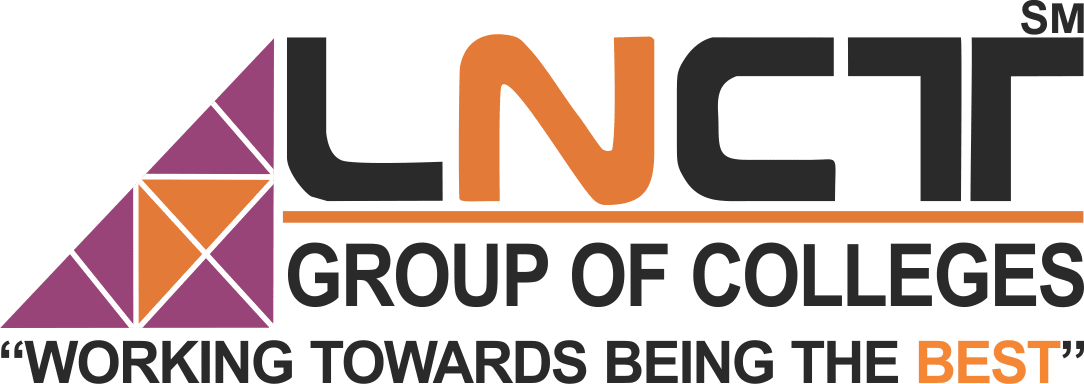 LNCT SM
GROUP OF COLLEGES
“WORKING TOWARDS BEING THE BEST”